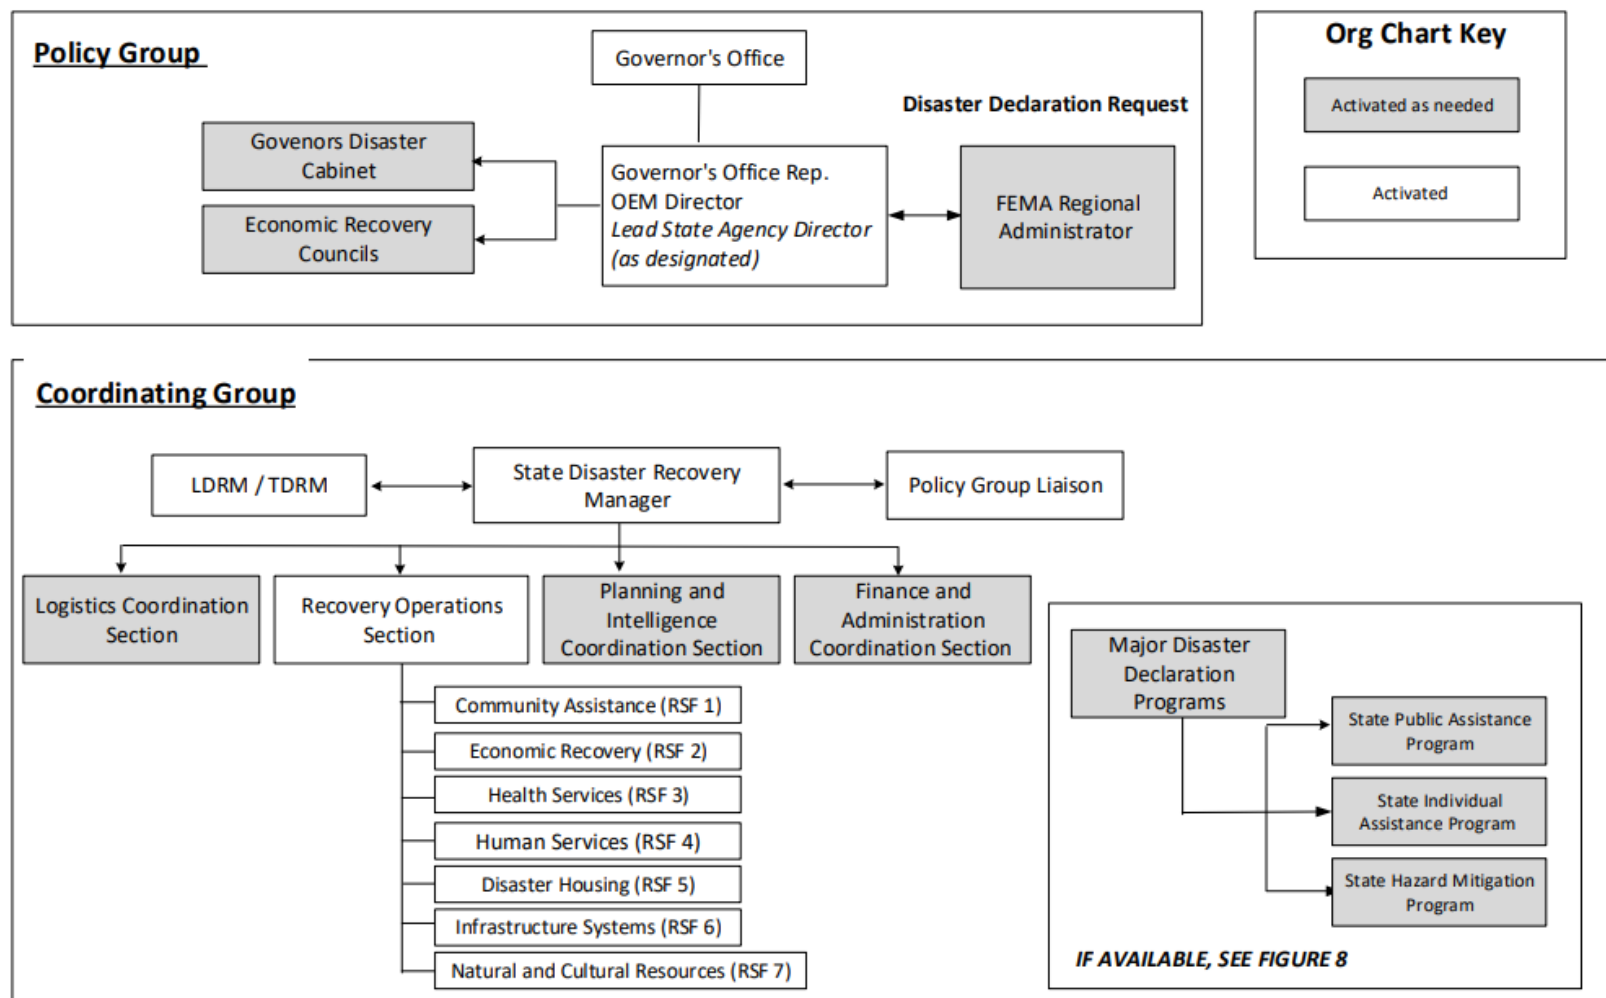 Policy Group
Governor's Office
Disaster Declaration Request
Govenors Disaster
Cabinet
Economic Recovery
Councils
Governor's Office Rep.
OEM Director
Lead State Agency Director
(as designated)
FEMA Regional
Administrator
Org Chart Key
Activated as needed
Activated
Coordinating Group
LDRM / TDRM
State Disaster Recovery
Manager
Policy Group Liaison
Logistics Coordination
Section
Recovery Operations
Section
Planning and
Intelligence
Coordination Section
Finance and
Administration
Coordination Section
Community Assistance (RSF 1)
Economic Recovery (RSF 2)
Health Services (RSF 3)
Human Services (RSF 4)
Disaster Housing (RSF 5)
Infrastructure Systems (RSF 6)
Natural and Cultural Resources (RSF 7)
Major Disaster
Declaration
Programs
State Public Assistance
Program
State Individual
Assistance Program
State Hazard Mitigation
Program
IF AVAILABLE, SEE FIGURE 8